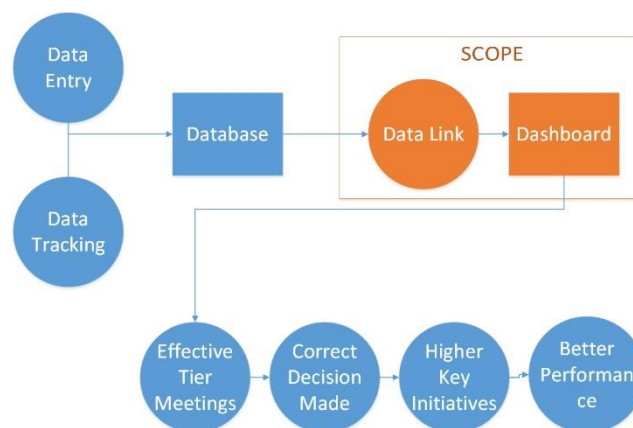 Data
Entry
SCOPE
Database
Data Link
Dashboard
Data
Tracking
Effective
Tier
Meetings
Correct
Decision
Made
Higher
Key
Initiatives
Better
Performan
ce